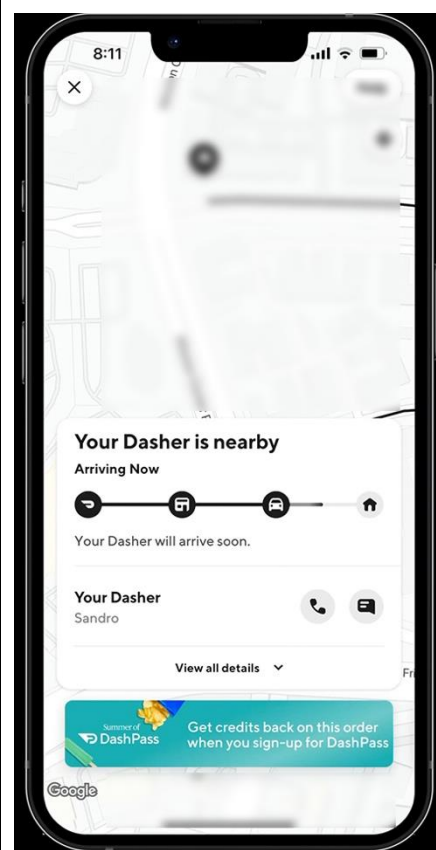 8:11
Your Dasher is nearby
Arriving Now
Your Dasher will arrive soon.
Your Dasher
Sandro
View all details
Summer of
DashPass
Get credits back on this order
when you sign-up for DashPass
Google